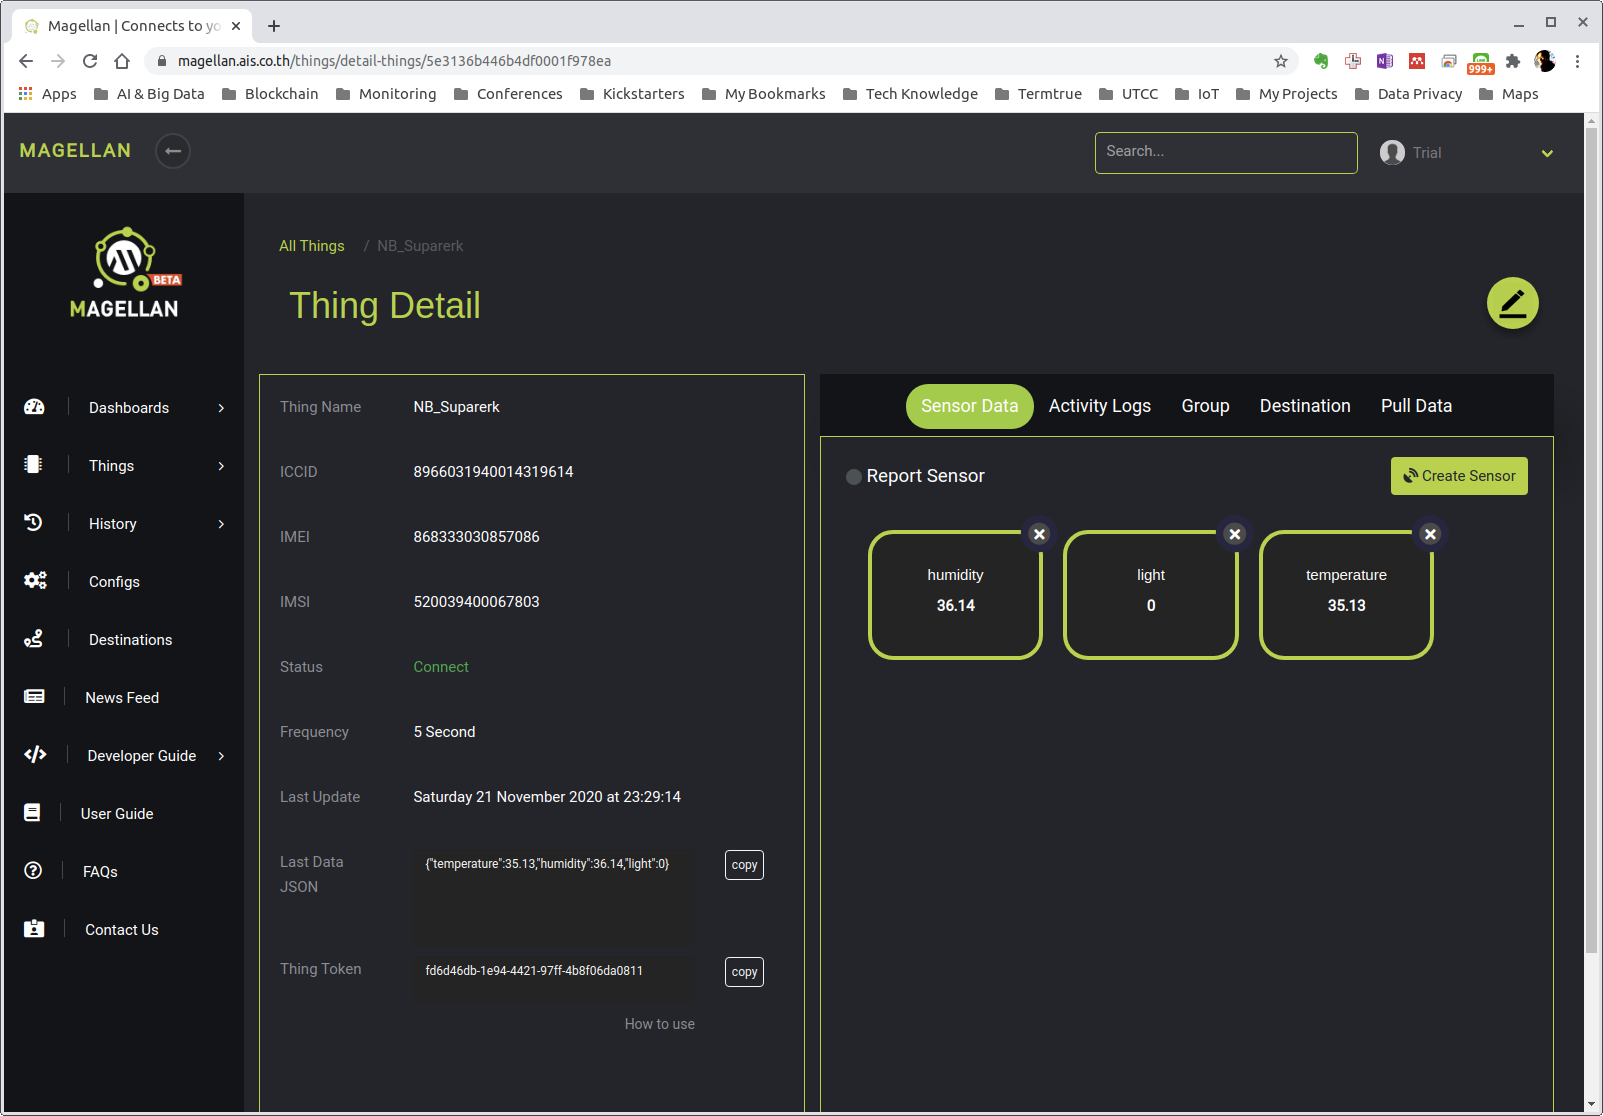 Magellan | Connects to yo
magellan.ais.co.th/things/detail-things/5e3136b446b4df0001f978ea
999+
Apps AI & Big Data Blockchain Monitoring Conferences Kickstarters My Bookmarks Tech Knowledge Termtrue UTCC IoT My Projects Data Privacy Maps
MAGELLAN
Search...
Trial
BETA
MAGELLAN
Dashboards
Things
History
Configs
Destinations
News Feed
Developer Guide
User Guide
FAQs
Contact Us
All Things / NB_Suparerk
Thing Detail
Thing Name NB_Suparerk
ICCID 8966031940014319614
IMEI 868333030857086
IMSI 520039400067803
Status Connect
Frequency 5 Second
Last Update Saturday 21 November 2020 at 23:29:14
Last Data JSON {"temperature":35.13,"humidity":36.14,"light":0} copy
Thing Token fd6d46db-1e94-4421-97ff-4b8f06da0811 copy
How to use
Sensor Data Activity Logs Group Destination Pull Data
Report Sensor
Create Sensor
humidity
36.14
light
0
temperature
35.13